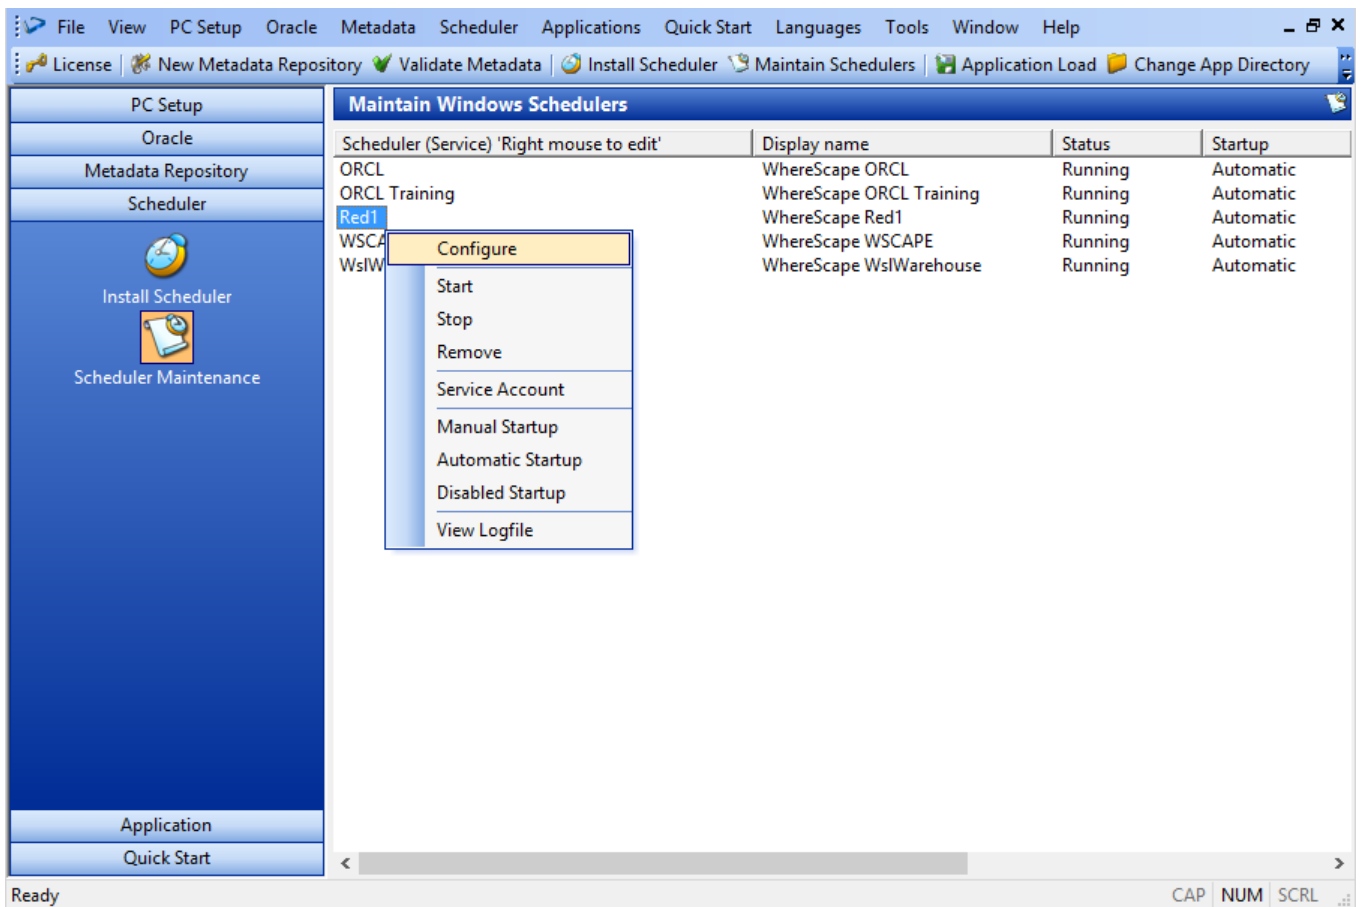 File View PC Setup Oracle Metadata Scheduler Applications Quick Start Languages Tools Window Help
License New Metadata Repository Validate Metadata Install Scheduler Maintain Schedulers Application Load Change App Directory
PC Setup
Oracle
Metadata Repository
Scheduler
Install Scheduler
Scheduler Maintenance
Application
Quick Start
Maintain Windows Schedulers
Scheduler (Service) 'Right mouse to edit' Display name Status Startup
ORCL WhereScape ORCL Running Automatic
ORCL Training WhereScape ORCL Training Running Automatic
Red1 WhereScape Red1 Running Automatic
WSCA WhereScape WSCAPE Running Automatic
WslW WhereScape WslWarehouse Running Automatic
Configure
Start
Stop
Remove
Service Account
Manual Startup
Automatic Startup
Disabled Startup
View Logfile
Ready CAP NUM SCRL